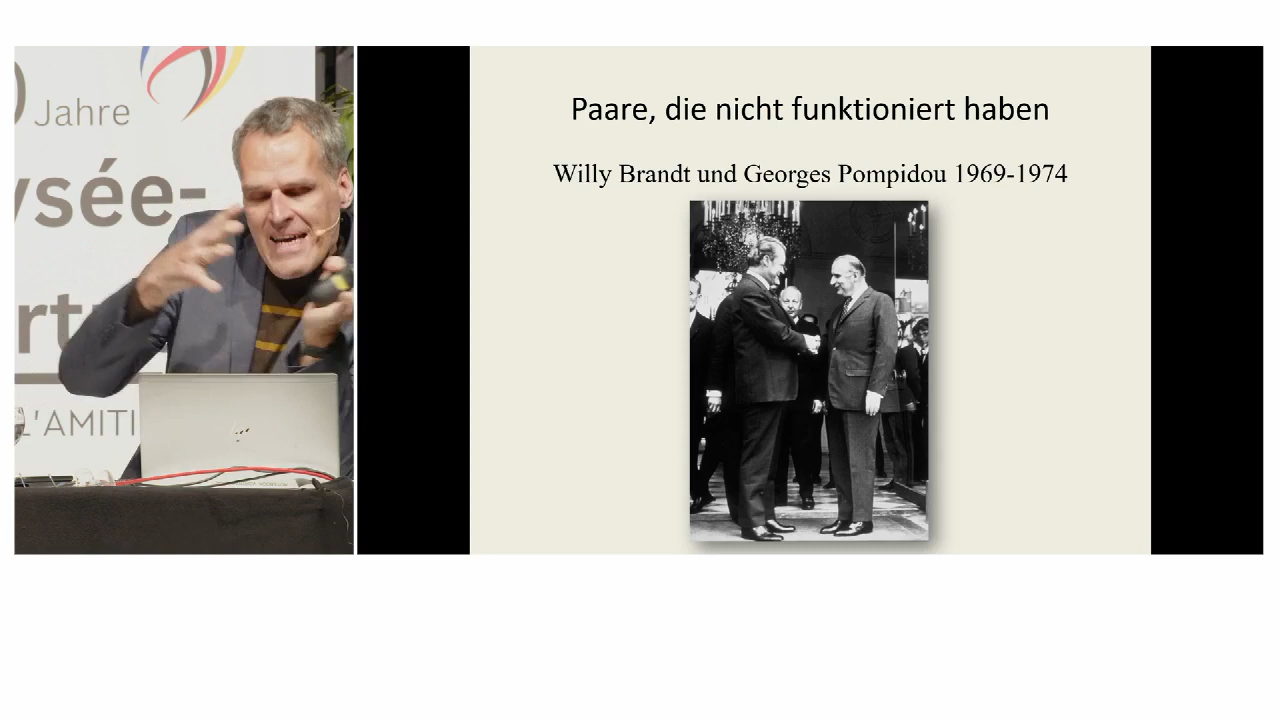 Jahre
ysée-
rt
L'AMITI
Paare, die nicht funktioniert haben
Willy Brandt und Georges Pompidou 1969-1974